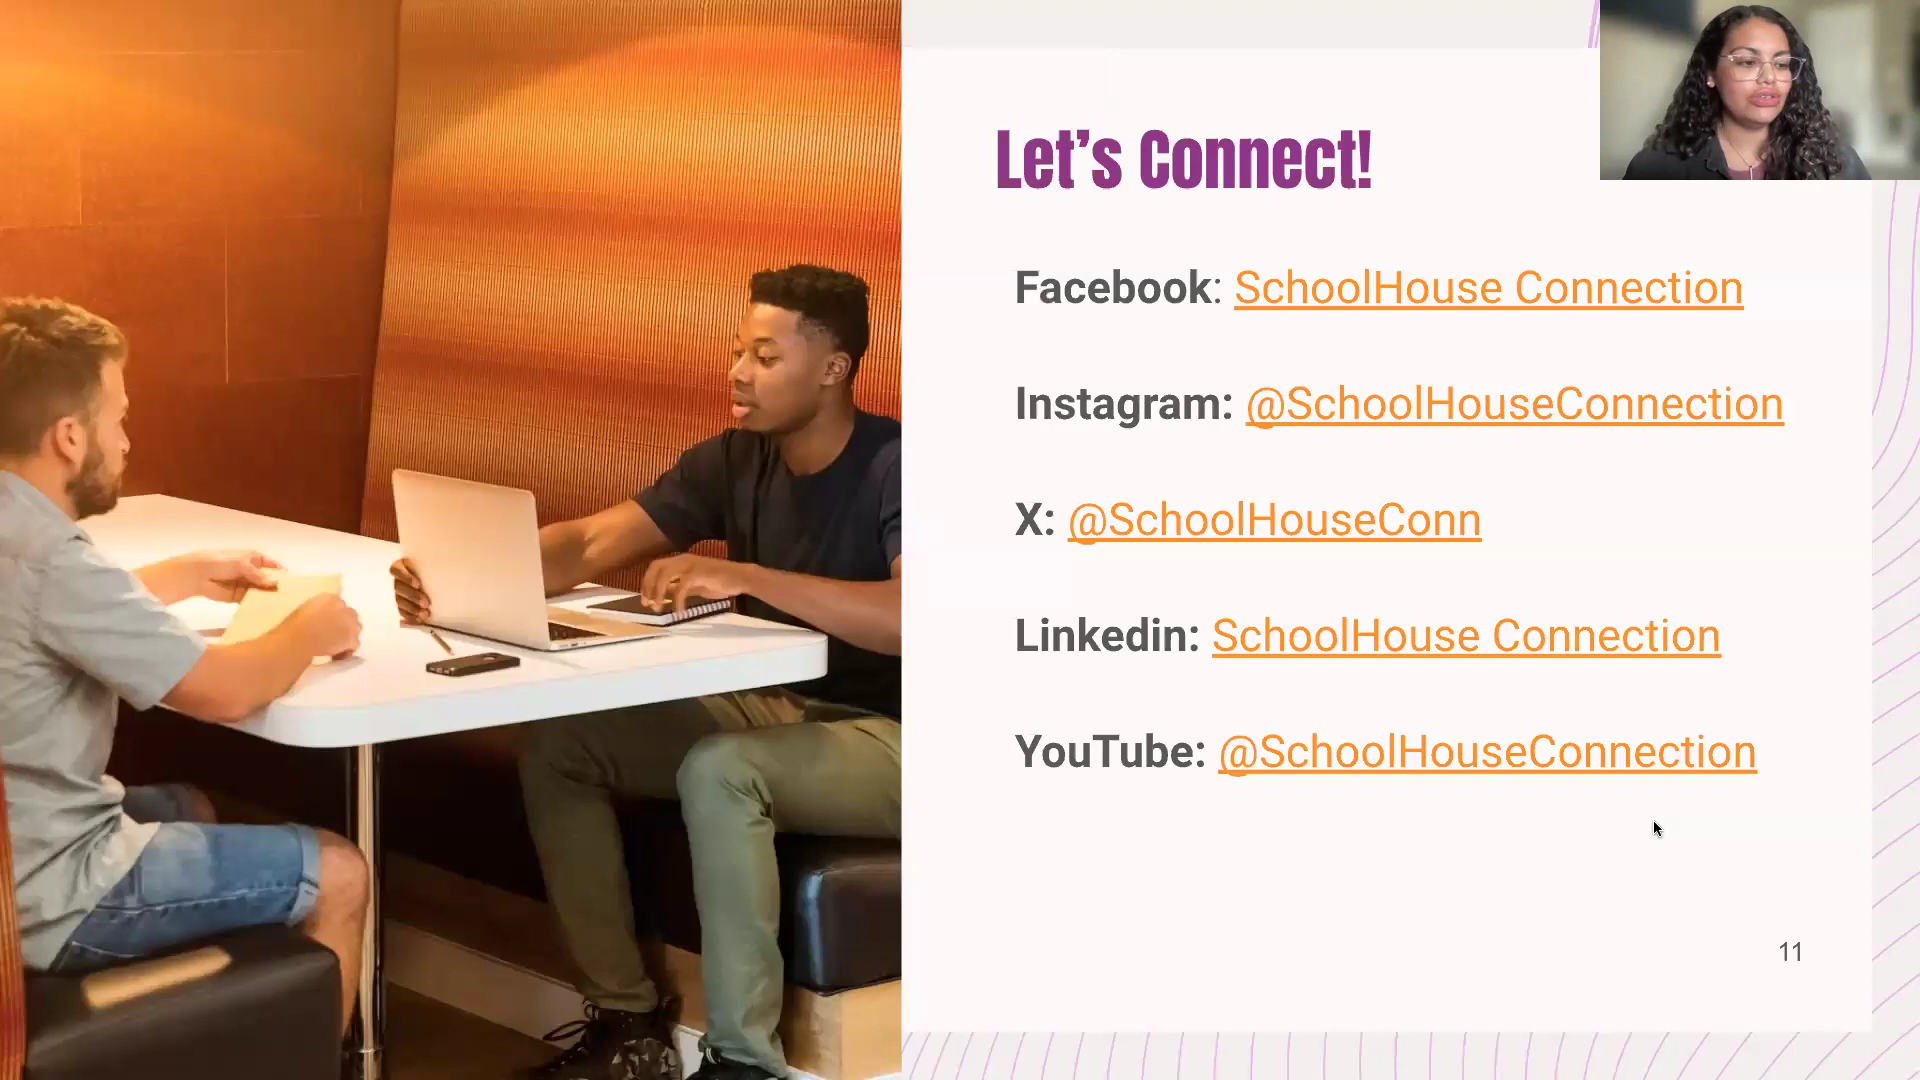 Let’s Connect!
Facebook: SchoolHouse Connection
Instagram: @SchoolHouseConnection
X: @SchoolHouseConn
Linkedin: SchoolHouse Connection
YouTube: @SchoolHouseConnection
11